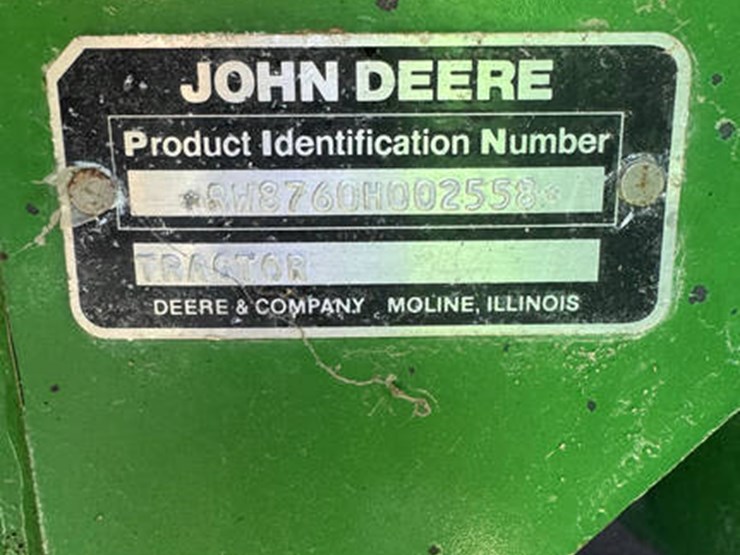 JOHN DEERE
Product Identification Number
*RW8760H002558*
TRACTOR
DEERE & COMPANY MOLINE, ILLINOIS